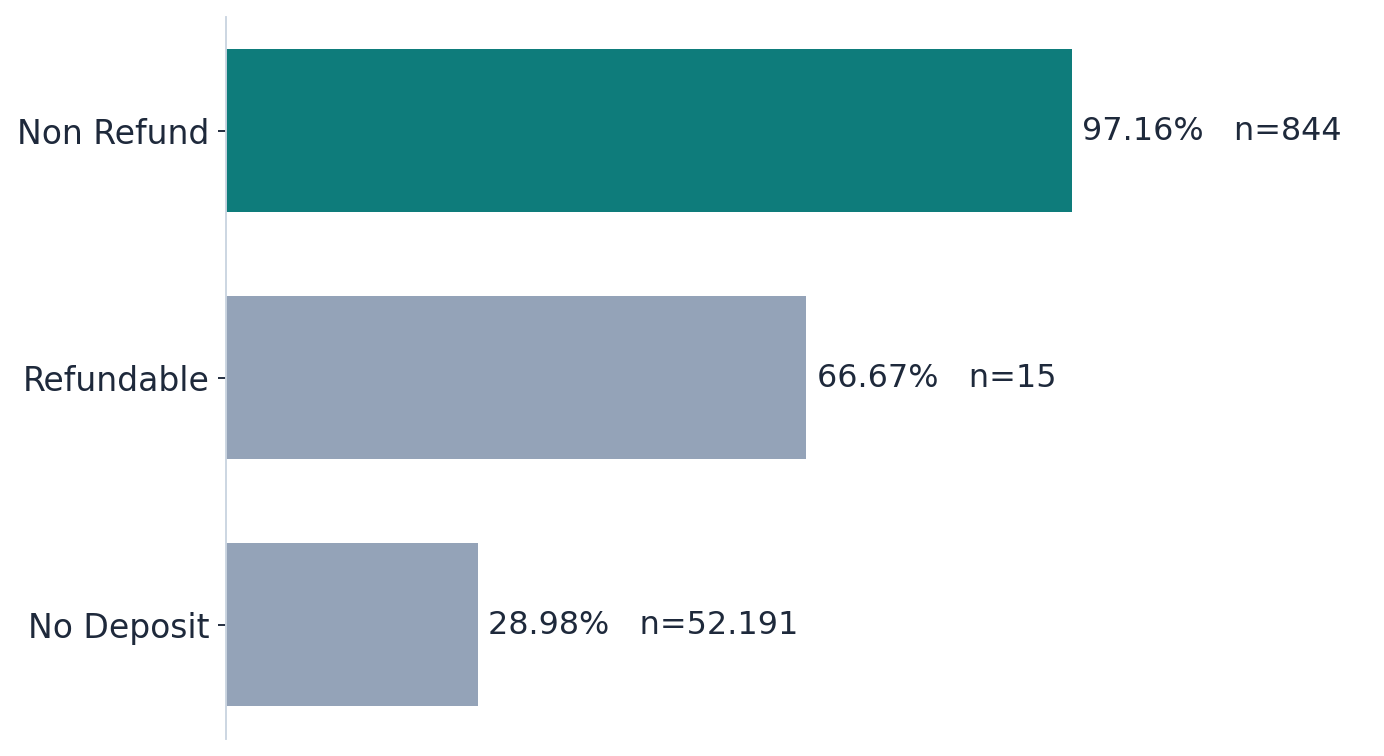 Non Refund 97.16% n=844
Refundable 66.67% n=15
No Deposit 28.98% n=52.191